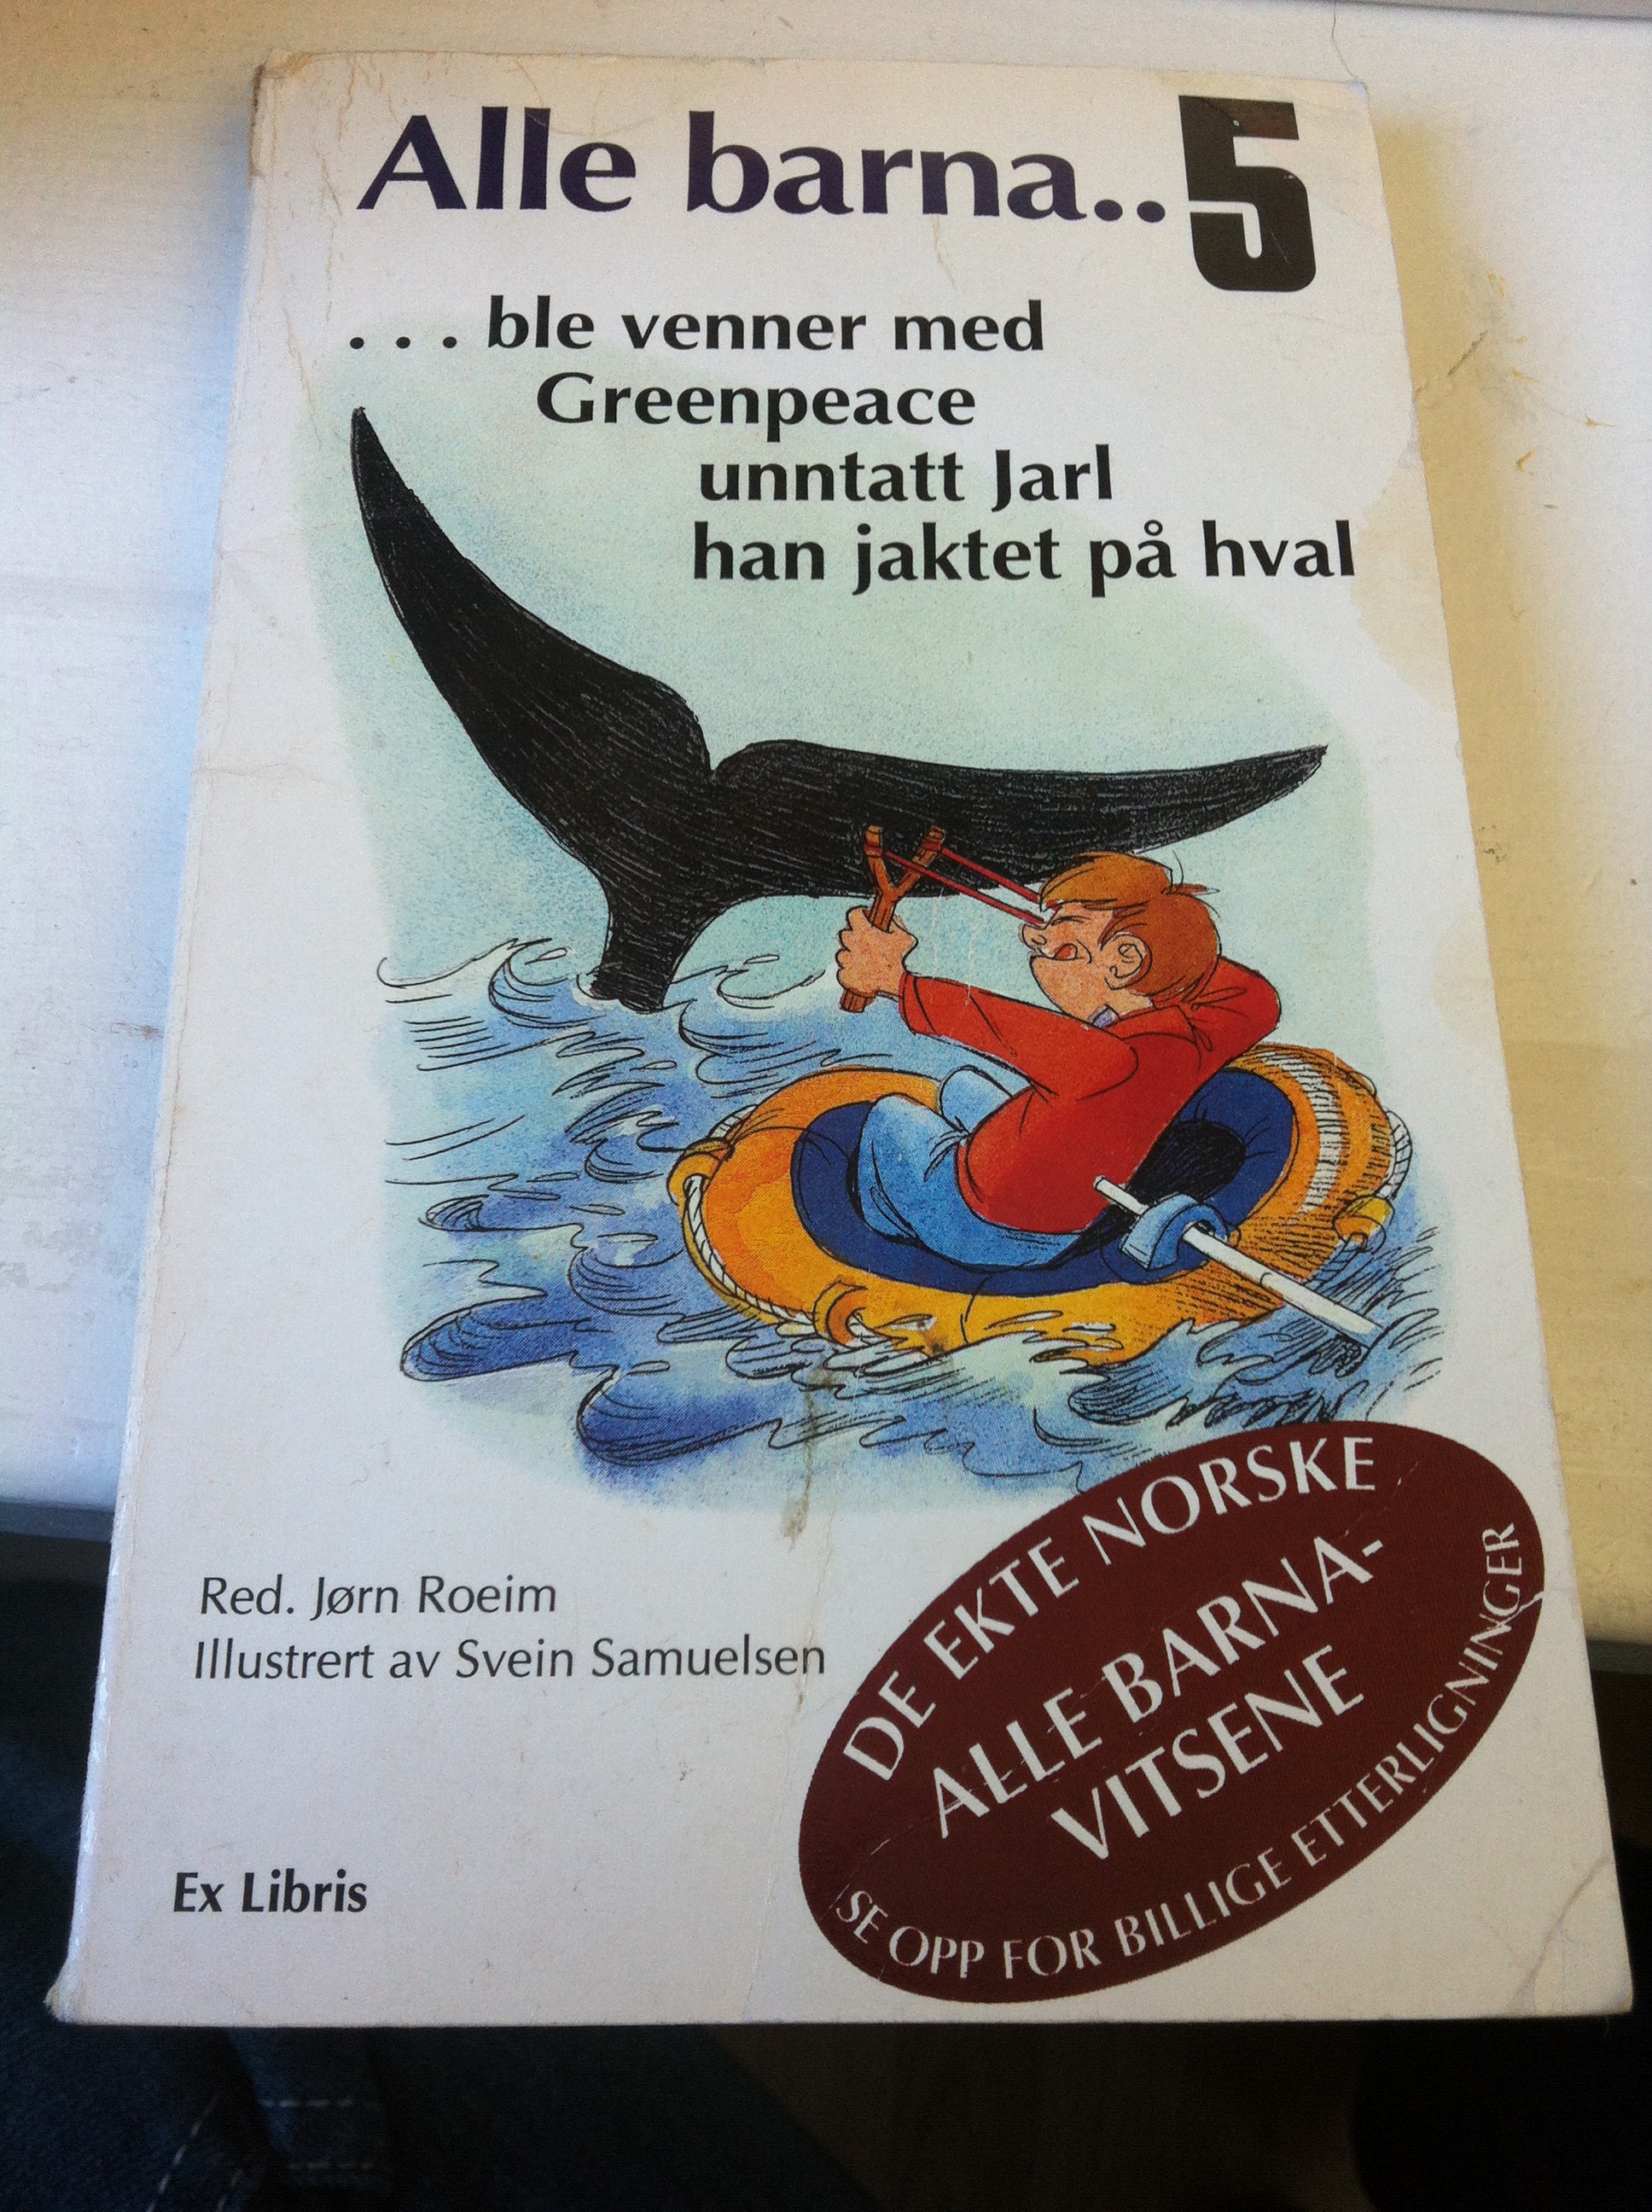 Alle barna..5
. . . ble venner med
Greenpeace
unntatt Jarl
han jaktet på hval
Red. Jørn Roeim
Illustrert av Svein Samuelsen
Ex Libris
DE EKTE NORSKE
ALLE BARNA-
VITSENE
SE OPP FOR BILLIGE ETTERLIGNINGER